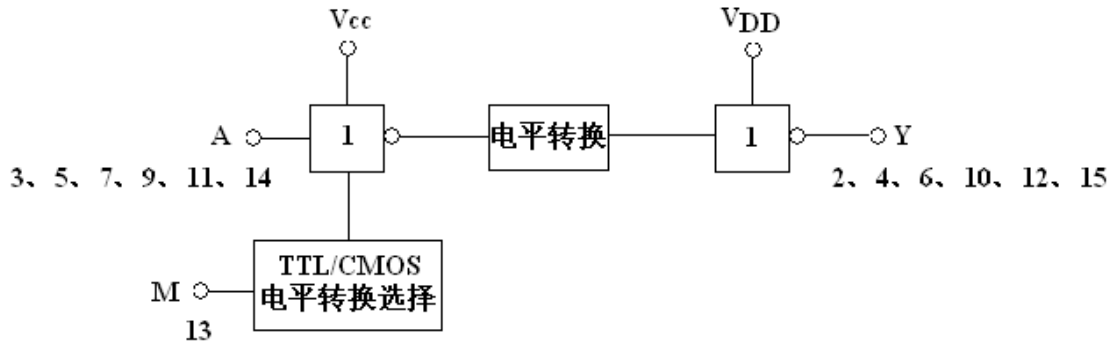 Vcc
VDD
A
1
电平转换
1
Y
3、5、7、9、11、14
2、4、6、10、12、15
TTL/CMOS
电平转换选择
M
13